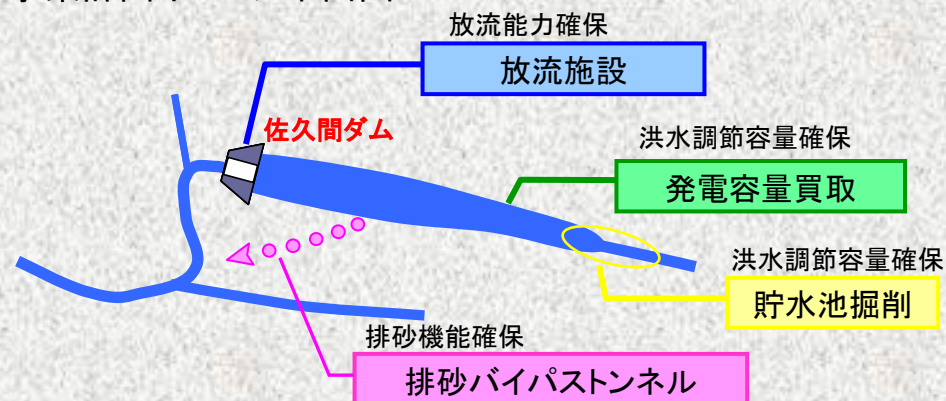 放流能力確保
放流施設
佐久間ダム
洪水調節容量確保
発電容量買取
洪水調節容量確保
貯水池掘削
排砂機能確保
排砂バイパストンネル